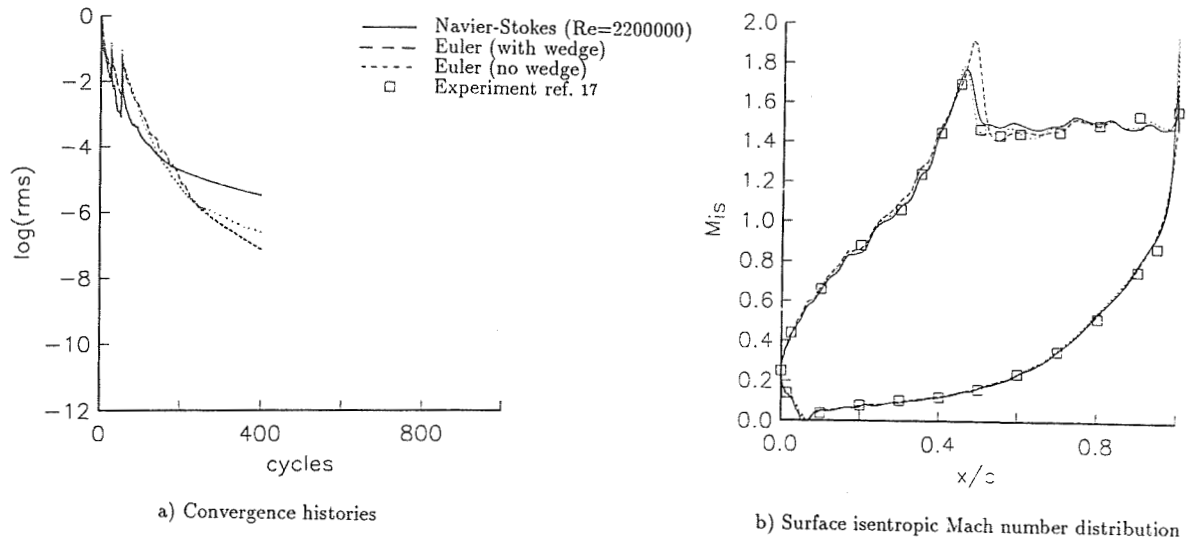 Navier-Stokes (Re=2200000)
Euler (with wedge)
Euler (no wedge)
Experiment ref. 17
0
−2
−4
−6
−8
−10
−12
log(rms)
0
400
800
cycles
a) Convergence histories
2.0
1.8
1.6
1.4
1.2
1.0
0.8
0.6
0.4
0.2
0.0
Mis
0.0
0.4
0.8
x/c
b) Surface isentropic Mach number distribution